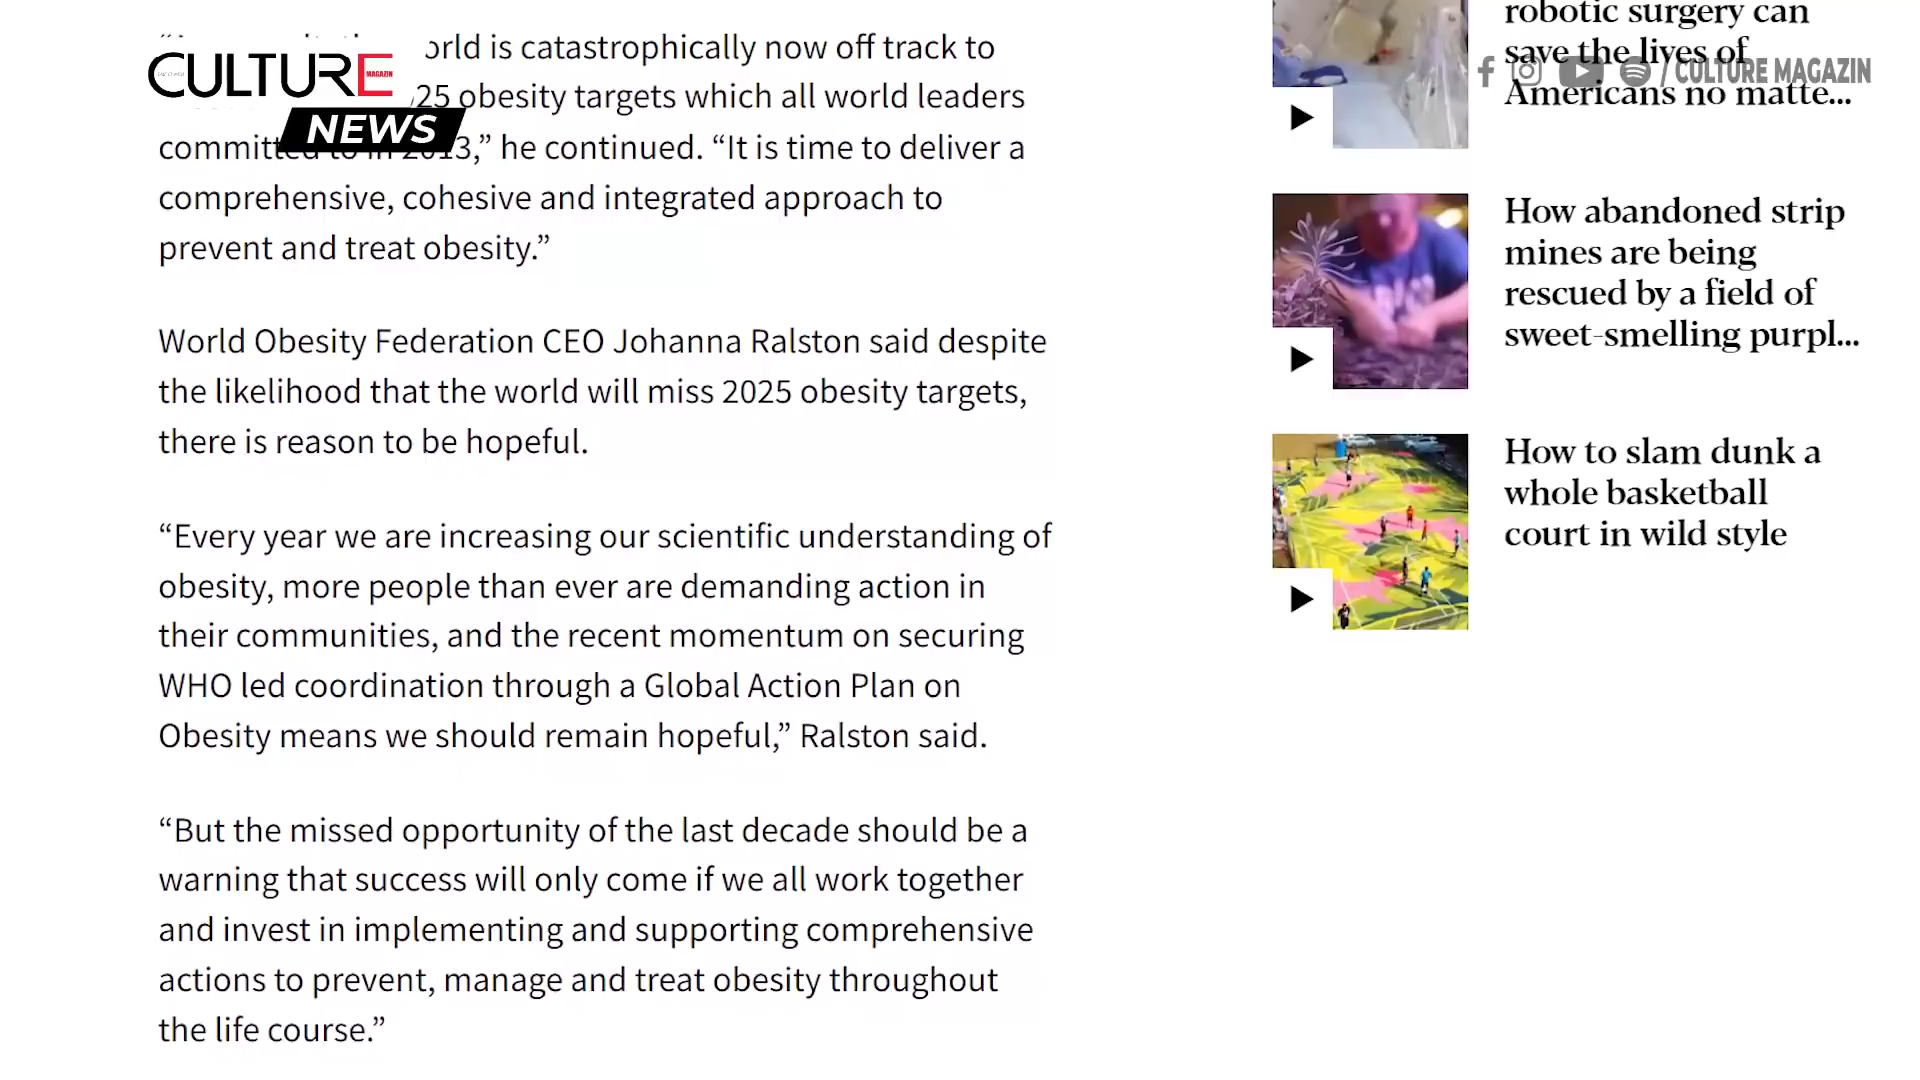 CULTURE
MAGAZIN
NEWS
orld is catastrophically now off track to
25 obesity targets which all world leaders
committed to in 2013,” he continued. “It is time to deliver a
comprehensive, cohesive and integrated approach to
prevent and treat obesity.”
World Obesity Federation CEO Johanna Ralston said despite
the likelihood that the world will miss 2025 obesity targets,
there is reason to be hopeful.
“Every year we are increasing our scientific understanding of
obesity, more people than ever are demanding action in
their communities, and the recent momentum on securing
WHO led coordination through a Global Action Plan on
Obesity means we should remain hopeful,” Ralston said.
“But the missed opportunity of the last decade should be a
warning that success will only come if we all work together
and invest in implementing and supporting comprehensive
actions to prevent, manage and treat obesity throughout
the life course.”
robotic surgery can
save the lives of
Americans no matte...
/ CULTURE MAGAZIN
How abandoned strip
mines are being
rescued by a field of
sweet-smelling purpl...
How to slam dunk a
whole basketball
court in wild style